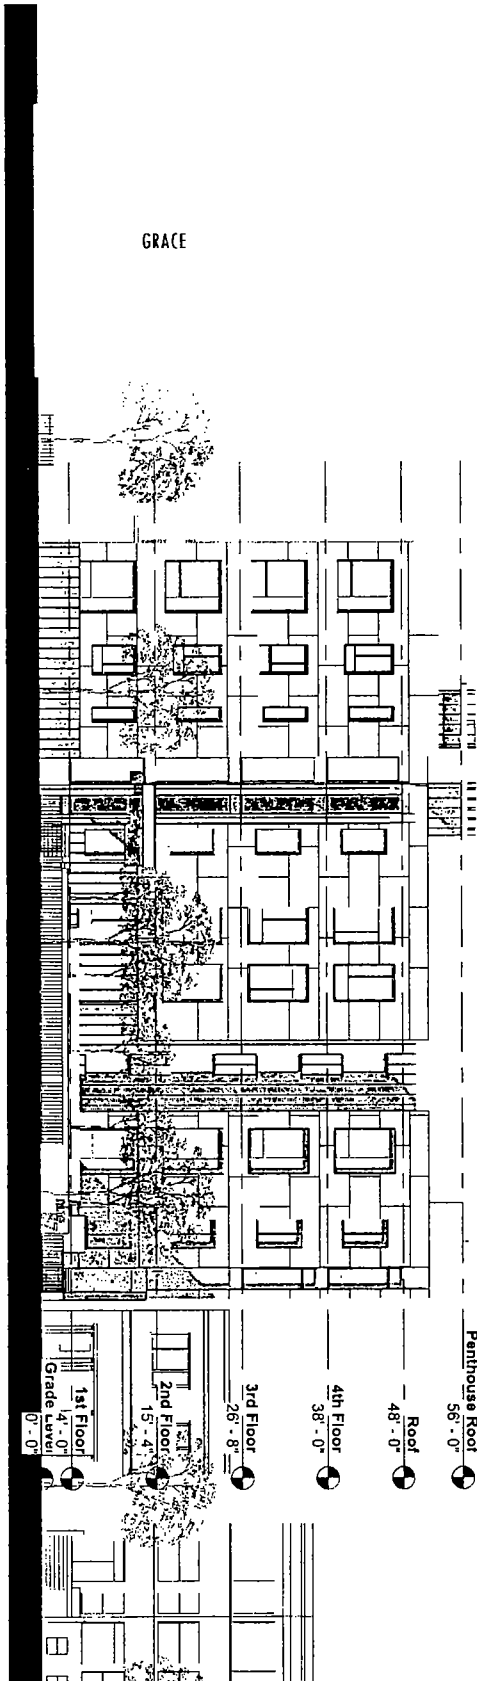 GRACE
Penthouse Roof
56' - 0"
Roof
48' - 0"
4th Floor
38' - 0"
3rd Floor
26' - 8"
2nd Floor
15' - 4"
1st Floor
4' - 0"
Grade Level
0' - 0"